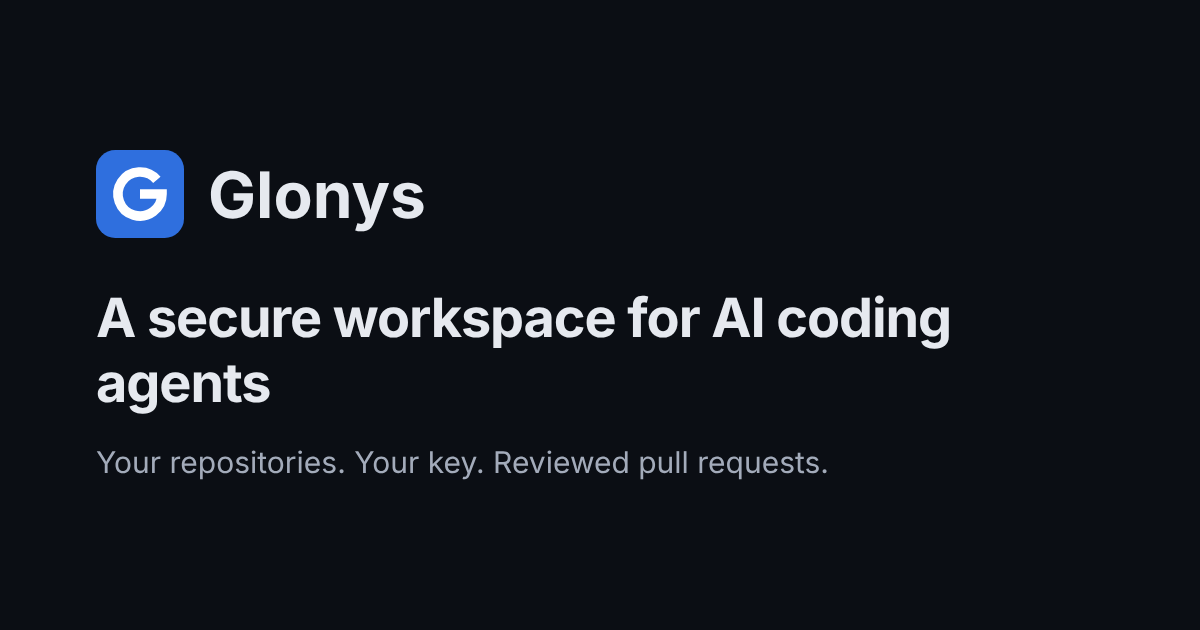 G Glonys
A secure workspace for AI coding
agents
Your repositories. Your key. Reviewed pull requests.